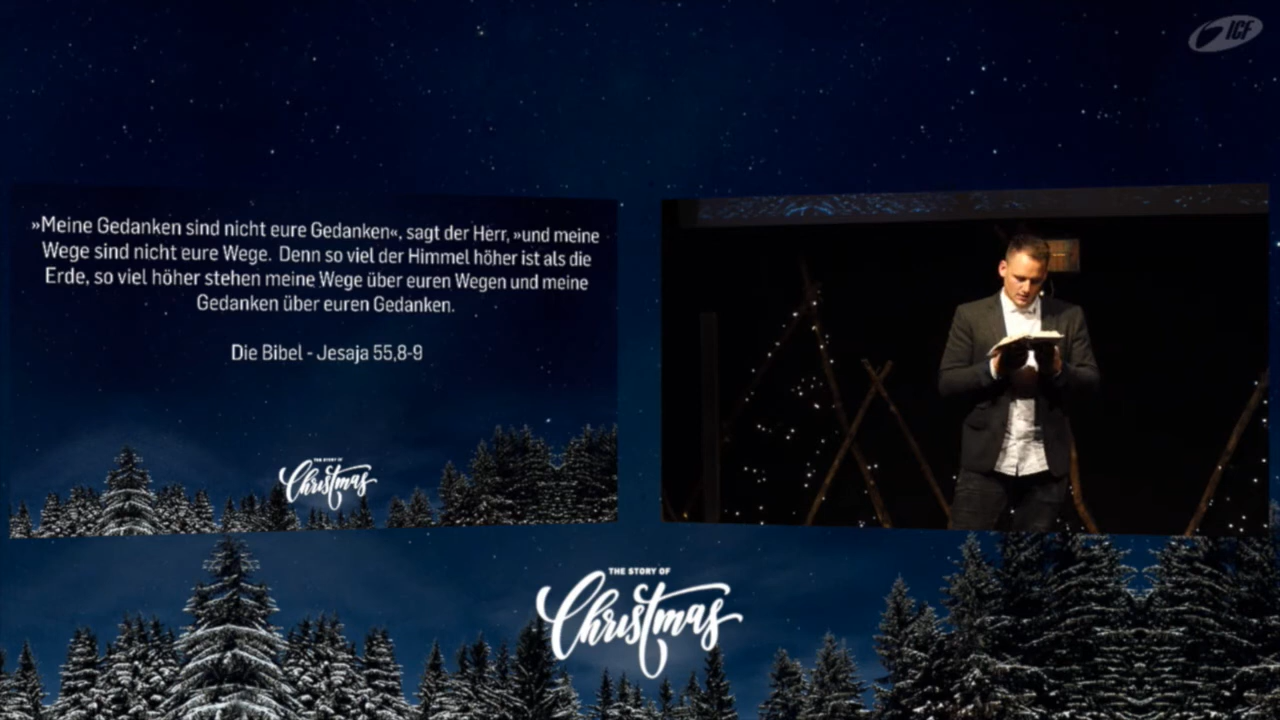 ICF
»Meine Gedanken sind nicht eure Gedanken«, sagt der Herr, »und meine
Wege sind nicht eure Wege. Denn so viel der Himmel höher ist als die
Erde, so viel höher stehen meine Wege über euren Wegen und meine
Gedanken über euren Gedanken.
Die Bibel - Jesaja 55,8-9
THE STORY OF
Christmas
THE STORY OF
Christmas